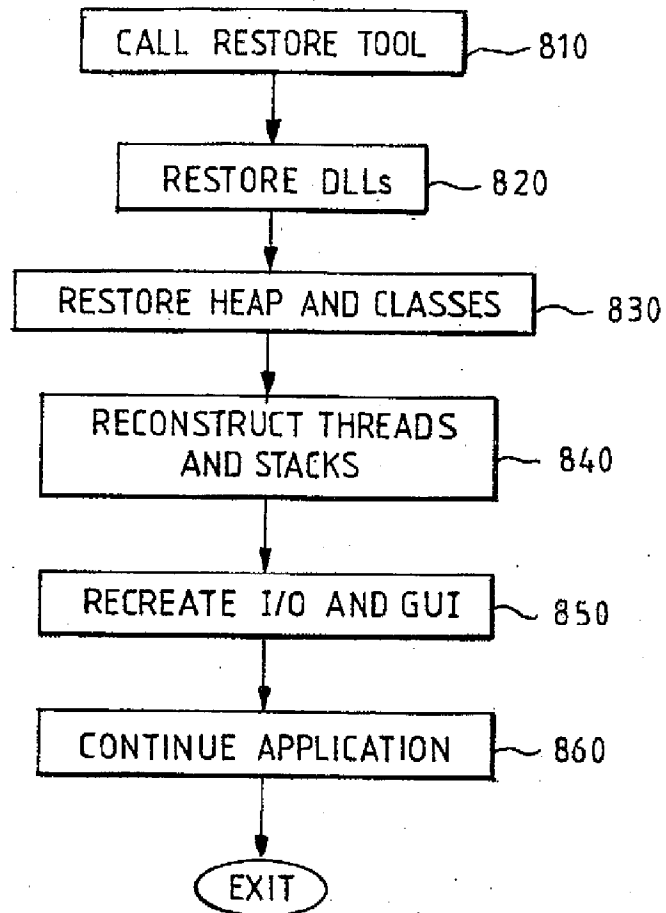 CALL RESTORE TOOL 810
RESTORE DLLs 820
RESTORE HEAP AND CLASSES 830
RECONSTRUCT THREADS
AND STACKS 840
RECREATE I/O AND GUI 850
CONTINUE APPLICATION 860
EXIT